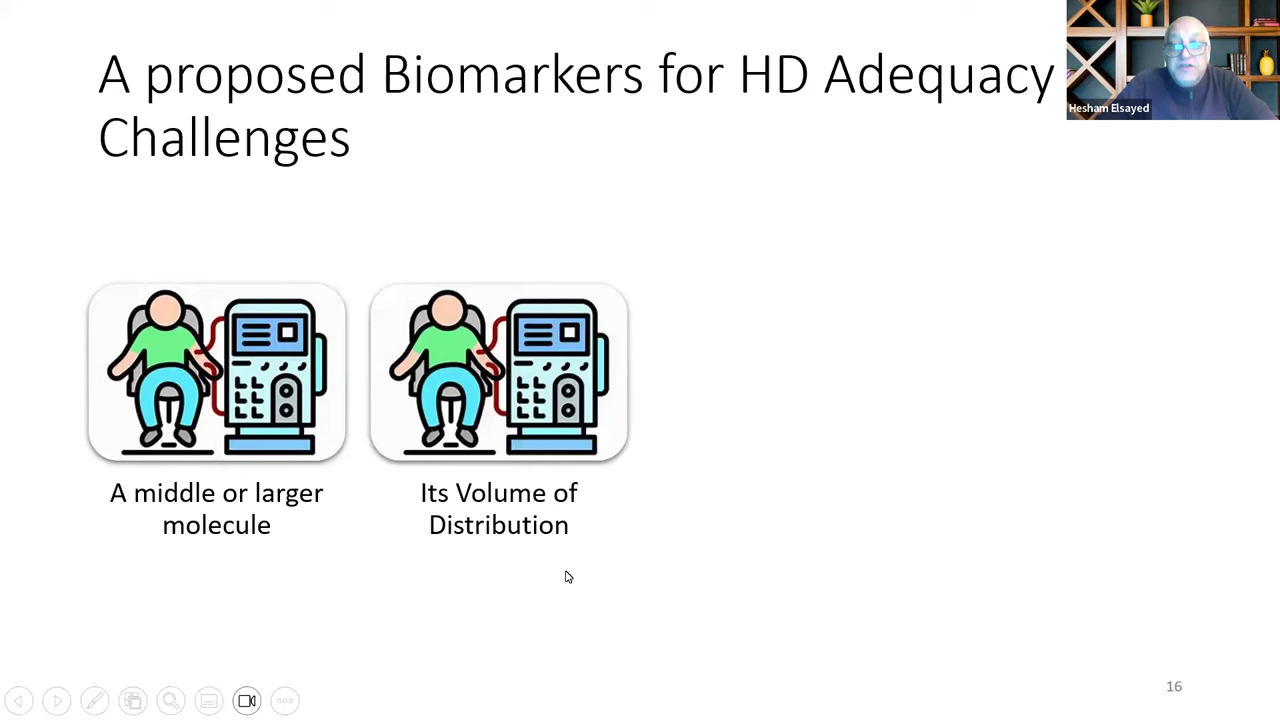 A proposed Biomarkers for HD Adequacy
Challenges
Hesham Elsayed
A middle or larger
molecule
Its Volume of
Distribution
16